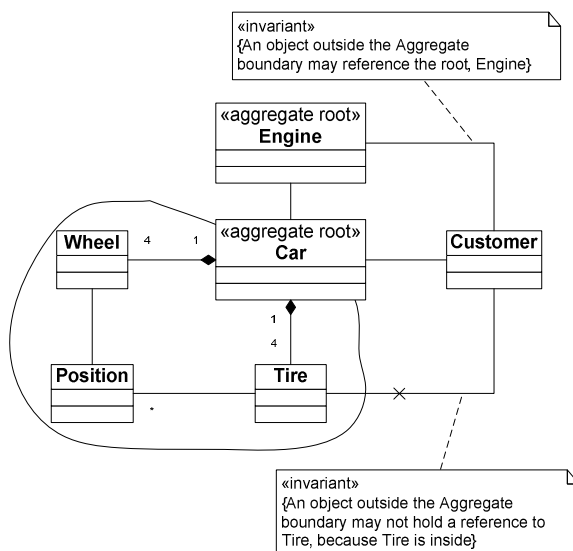 «invariant»
{An object outside the Aggregate
boundary may reference the root, Engine}
«aggregate root»
Engine
«aggregate root»
Car
Wheel
4
1
Customer
1
4
Position
*
Tire
«invariant»
{An object outside the Aggregate
boundary may not hold a reference to
Tire, because Tire is inside}